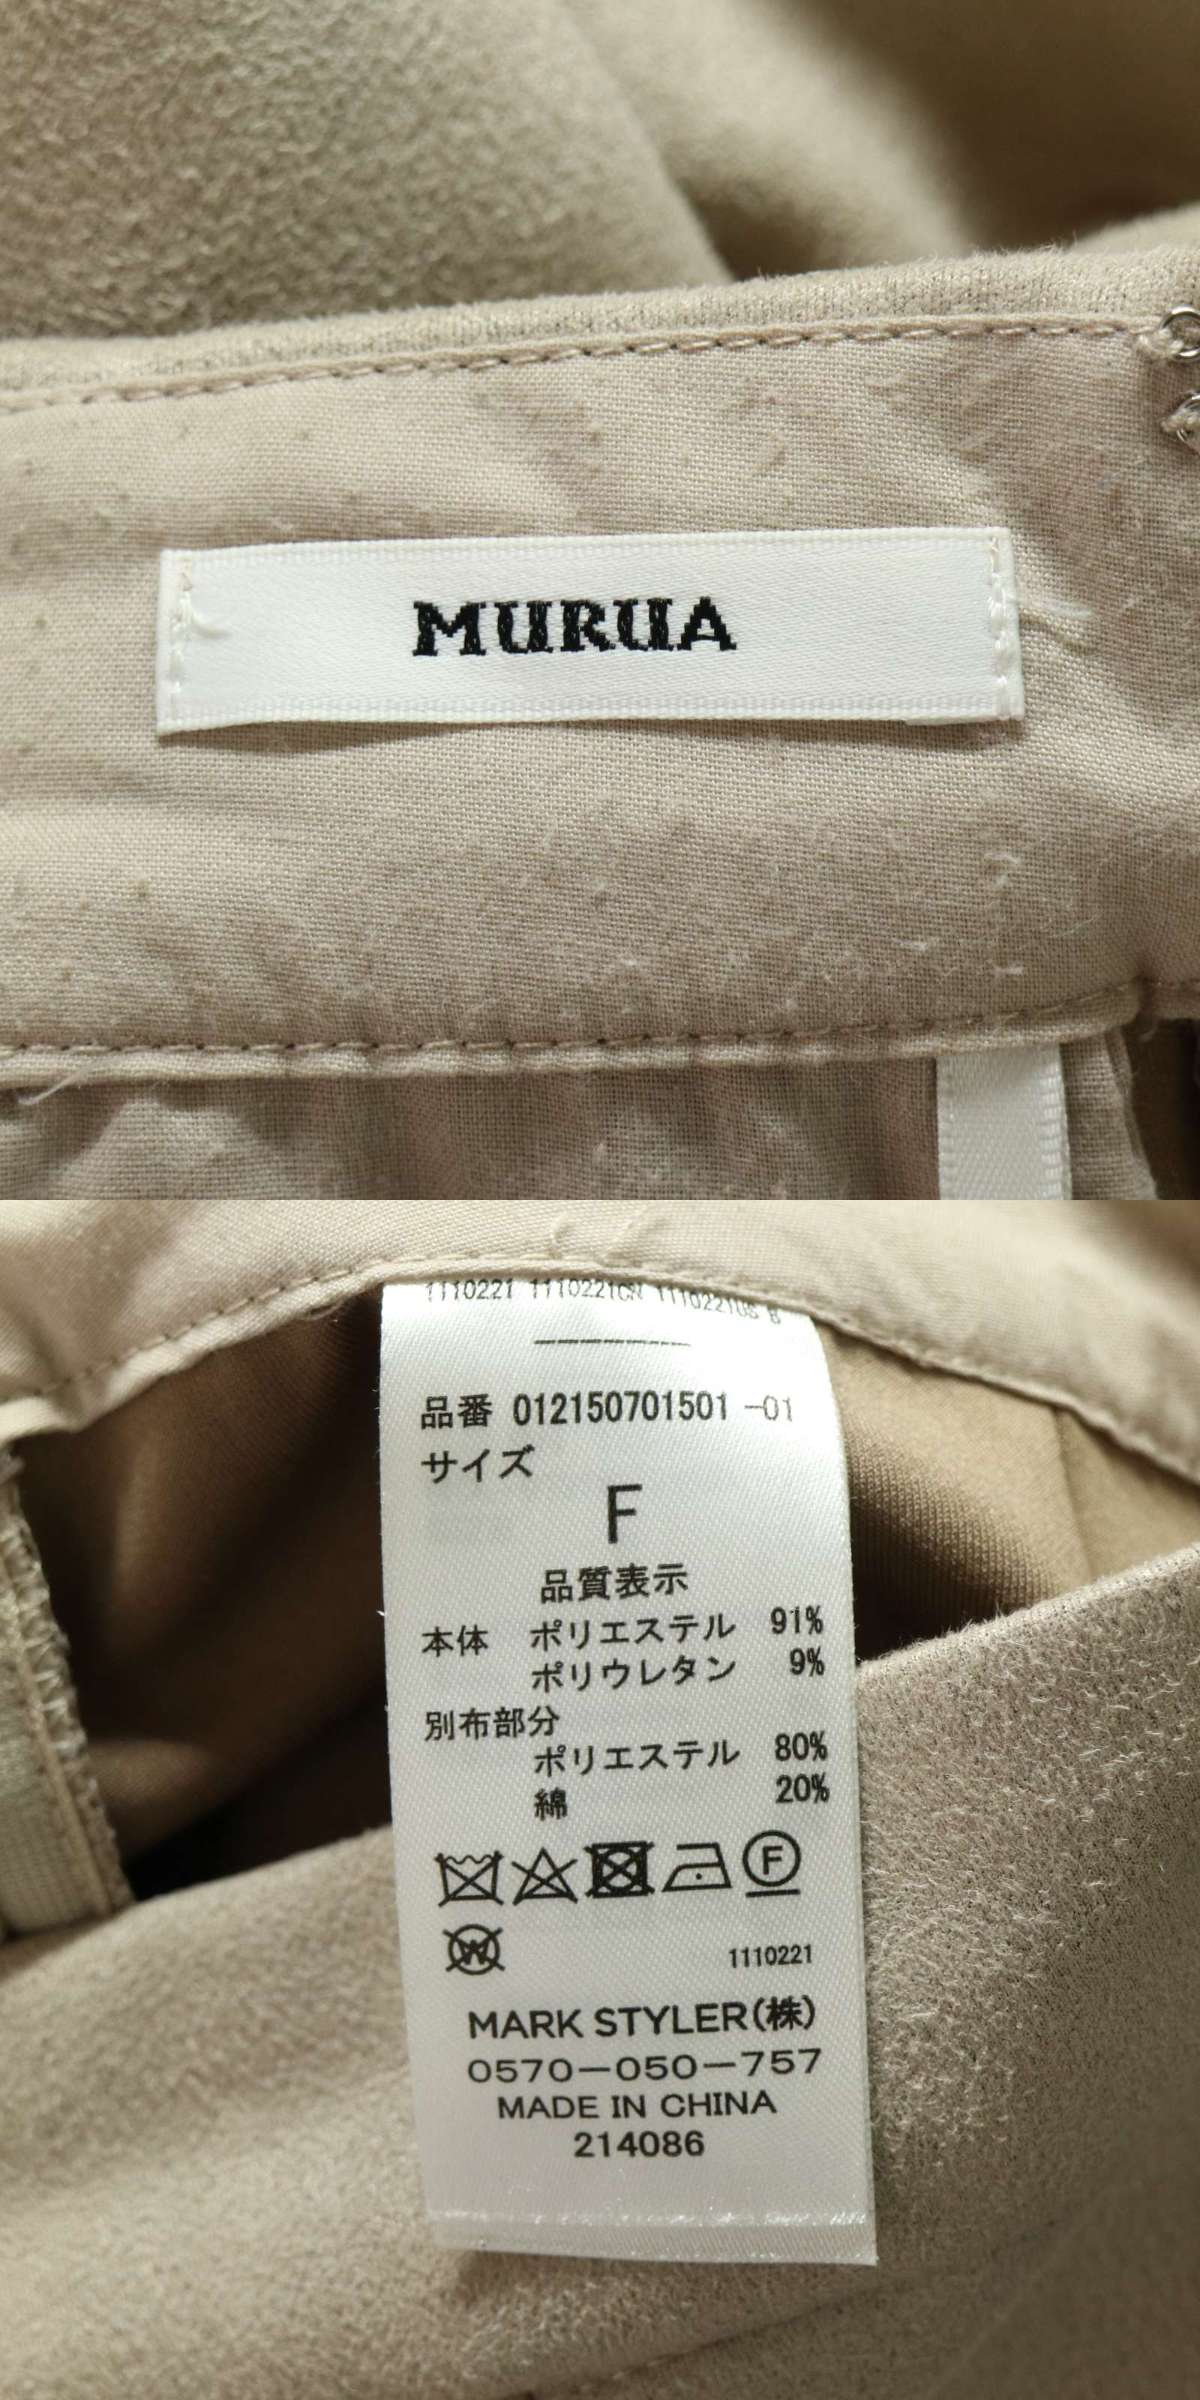 MURUA
1110221 1110221CN 1110221US B
品番 012150701501 -01
サイズ
F
品質表示
本体 ポリエステル 91%
ポリウレタン 9%
別布部分
ポリエステル 80%
綿 20%
F
W
1110221
MARK STYLER(株)
0570-050-757
MADE IN CHINA
214086